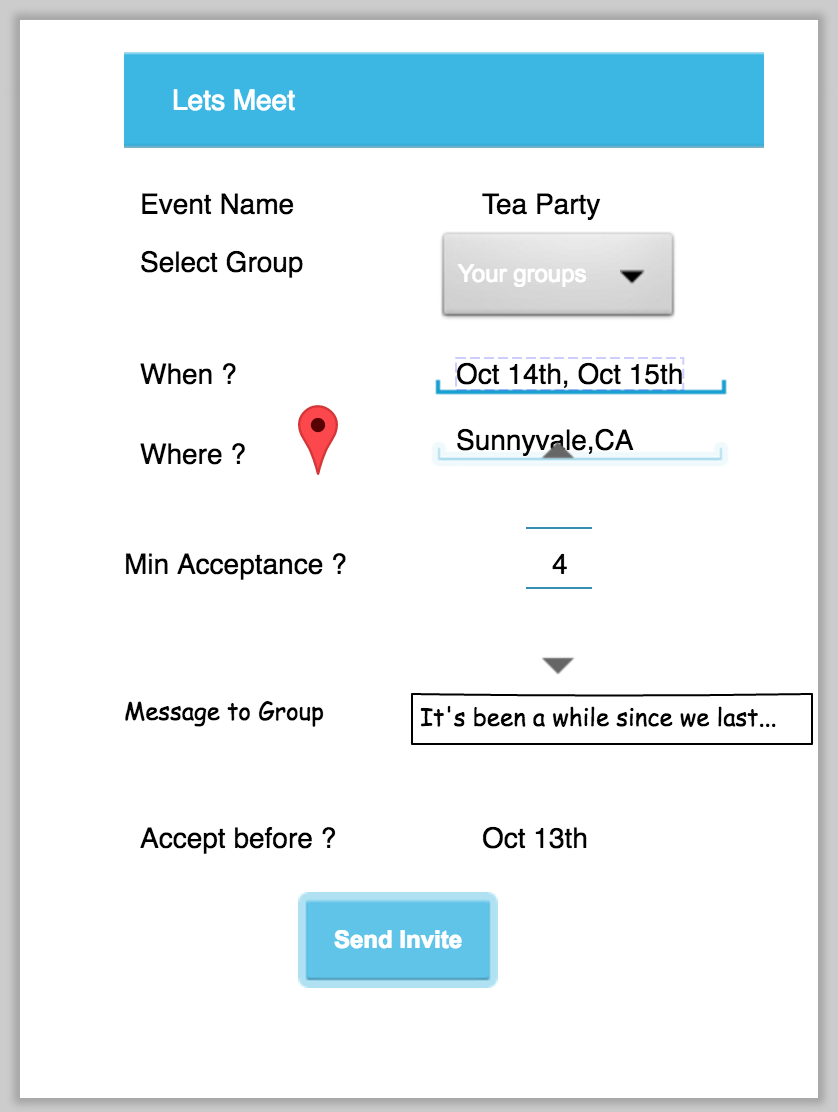 Lets Meet
Event Name Tea Party
Select Group Your groups
When ? Oct 14th, Oct 15th
Where ? Sunnyvale,CA
Min Acceptance ? 4
Message to Group It's been a while since we last...
Accept before ? Oct 13th
Send Invite